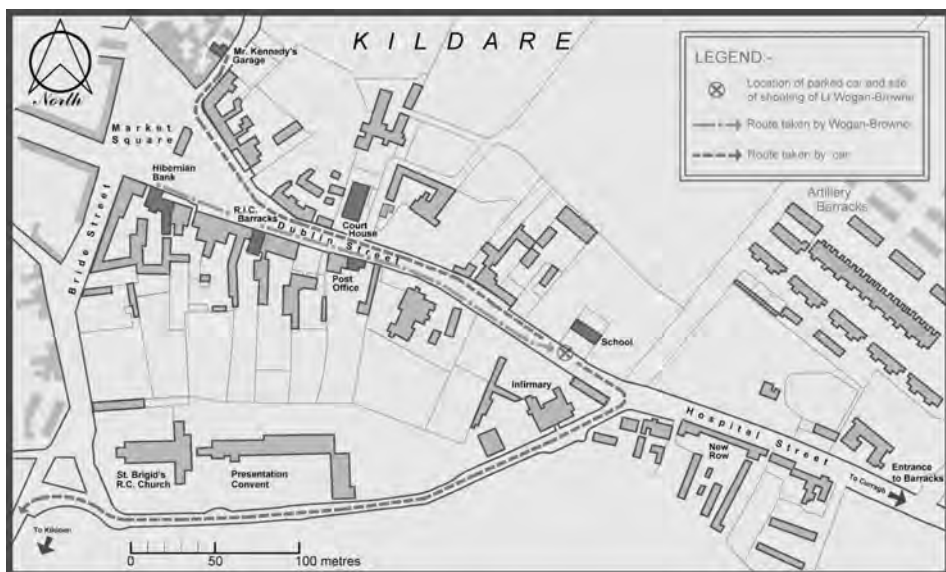 KILDARE
North
Mr. Kennedy's
Garage
Market
Square
Hibernian
Bank
Bride Street
R.I.C.
Barracks
Dublin Street
Court
House
Post
Office
School
Infirmary
St. Brigid's
R.C. Church
Presentation
Convent
New
Row
Hospital Street
Entrance
to Barracks
To Curragh
Artillery
Barracks
LEGEND:-
Location of parked car and site
of shooting of Lt Wogan-Browne
Route taken by Wogan-Browne
Route taken by car
To
0 50 100 metres